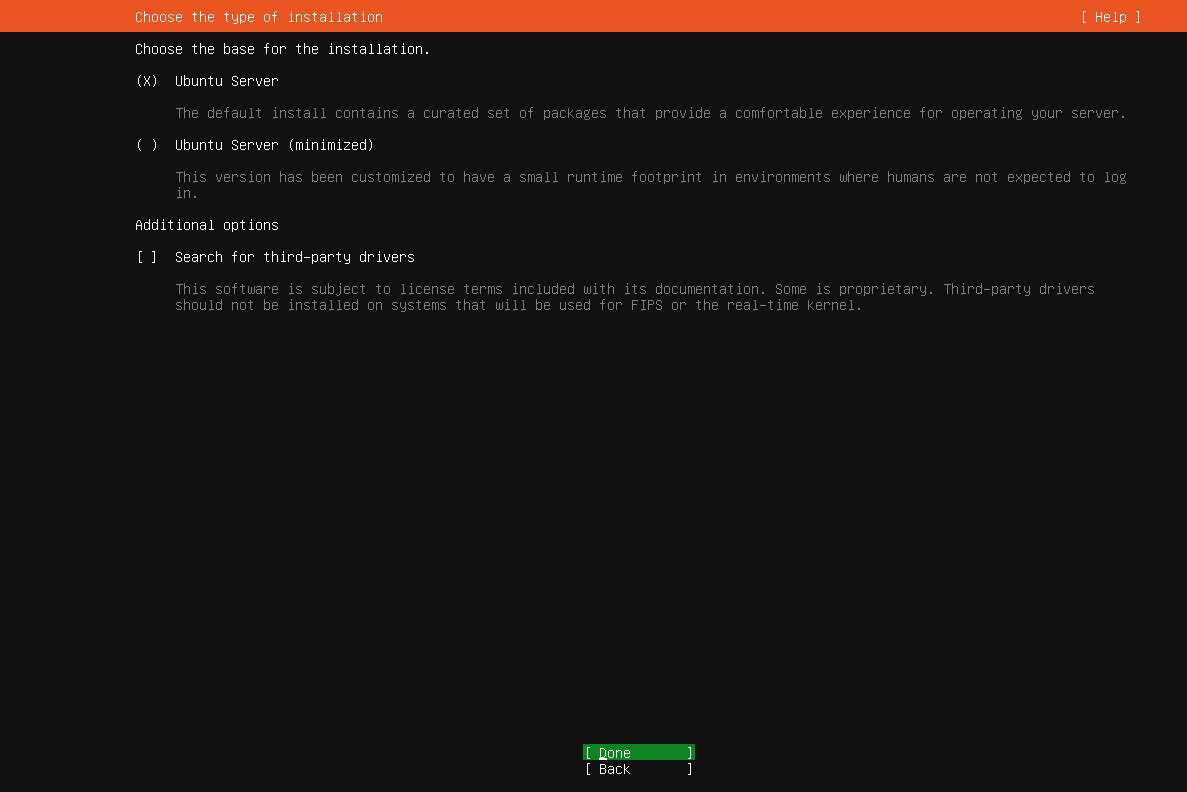 Choose the type of installation [ Help ]
Choose the base for the installation.
(X) Ubuntu Server
The default install contains a curated set of packages that provide a comfortable experience for operating your server.
( ) Ubuntu Server (minimized)
This version has been customized to have a small runtime footprint in environments where humans are not expected to log
in.
Additional options
[ ] Search for third-party drivers
This software is subject to license terms included with its documentation. Some is proprietary. Third-party drivers
should not be installed on systems that will be used for FIPS or the real-time kernel.
[ Done ]
[ Back ]